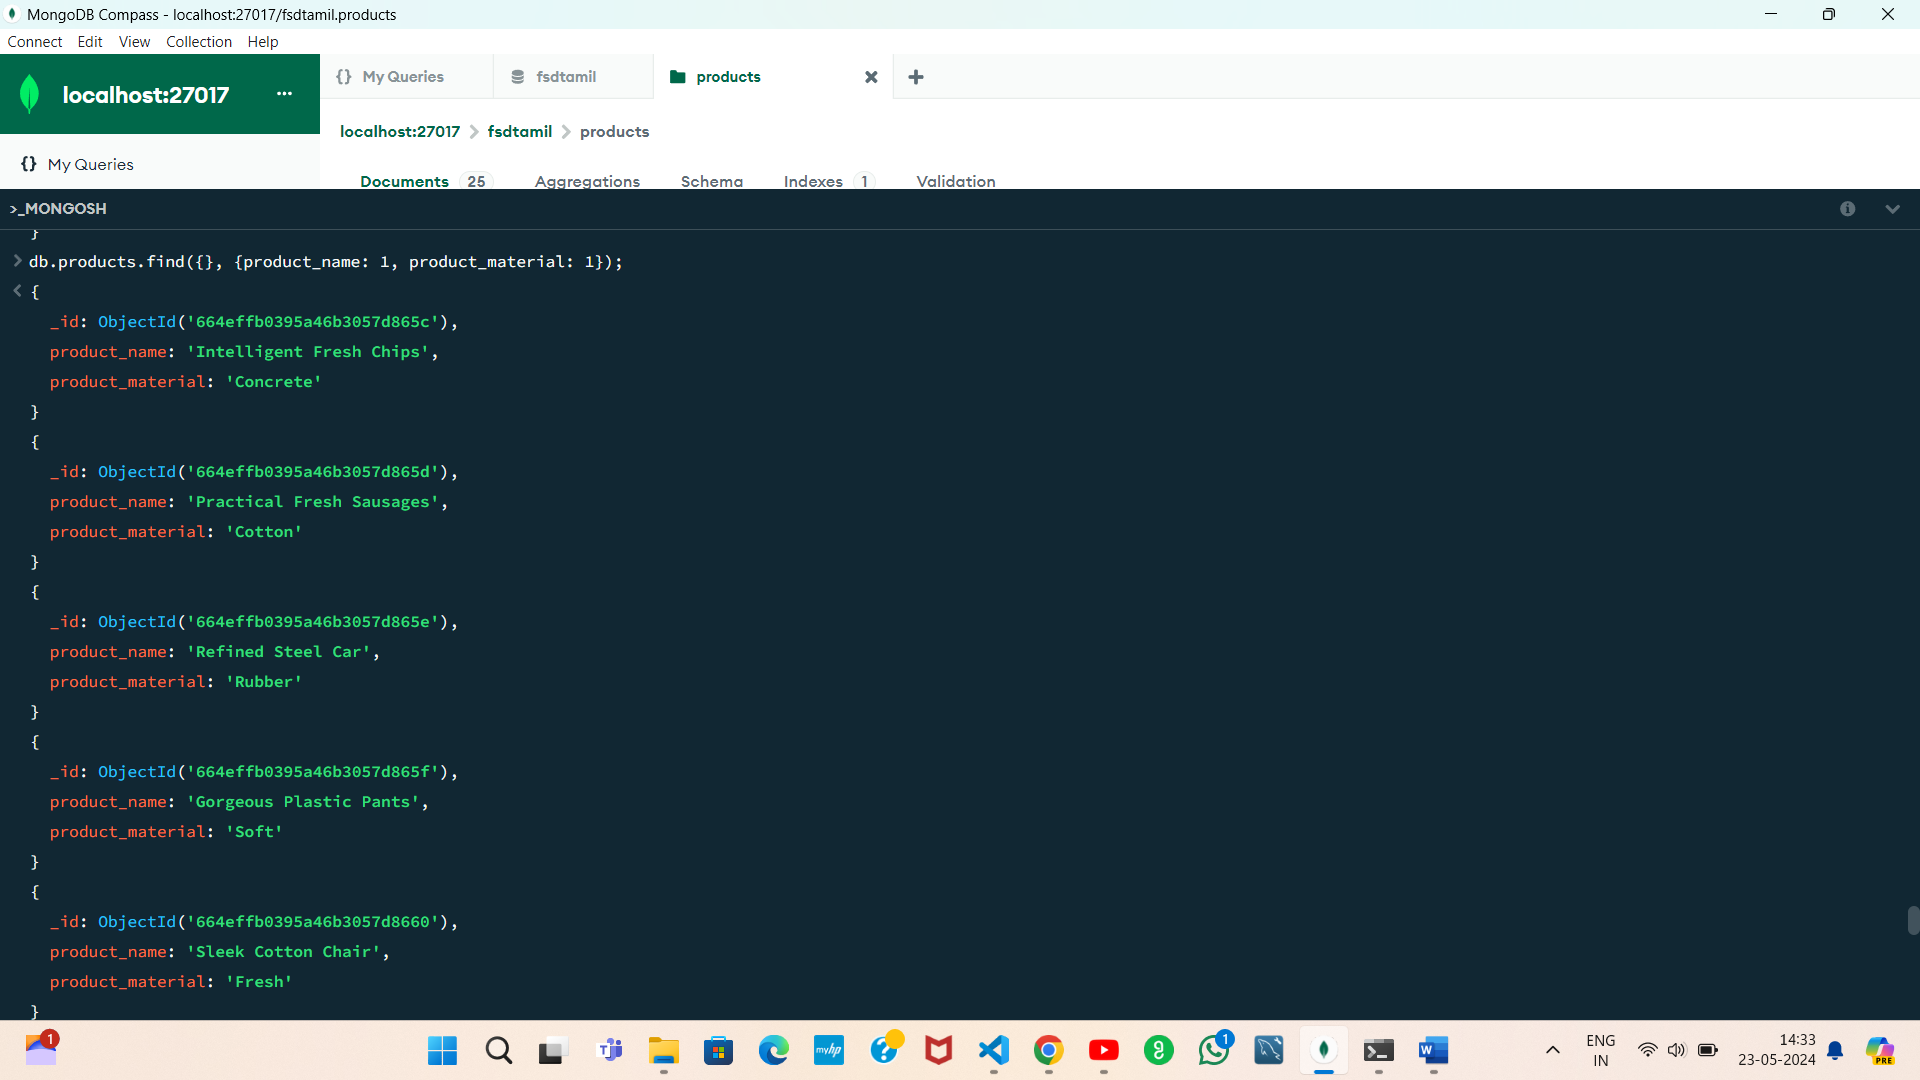 MongoDB Compass - localhost:27017/fsdtamil.products
Connect Edit View Collection Help
localhost:27017 ...
{} My Queries
fsdtamil
products
localhost:27017 > fsdtamil > products
{} My Queries
Documents 25 Aggregations Schema Indexes 1 Validation
>_MONGOSH
}
> db.products.find({}, {product_name: 1, product_material: 1});
< {
_id: ObjectId('664effb0395a46b3057d865c'),
product_name: 'Intelligent Fresh Chips',
product_material: 'Concrete'
}
{
_id: ObjectId('664effb0395a46b3057d865d'),
product_name: 'Practical Fresh Sausages',
product_material: 'Cotton'
}
{
_id: ObjectId('664effb0395a46b3057d865e'),
product_name: 'Refined Steel Car',
product_material: 'Rubber'
}
{
_id: ObjectId('664effb0395a46b3057d865f'),
product_name: 'Gorgeous Plastic Pants',
product_material: 'Soft'
}
{
_id: ObjectId('664effb0395a46b3057d8660'),
product_name: 'Sleek Cotton Chair',
product_material: 'Fresh'
}
1
myhp
1
W
ENG
IN
14:33
23-05-2024
PRE